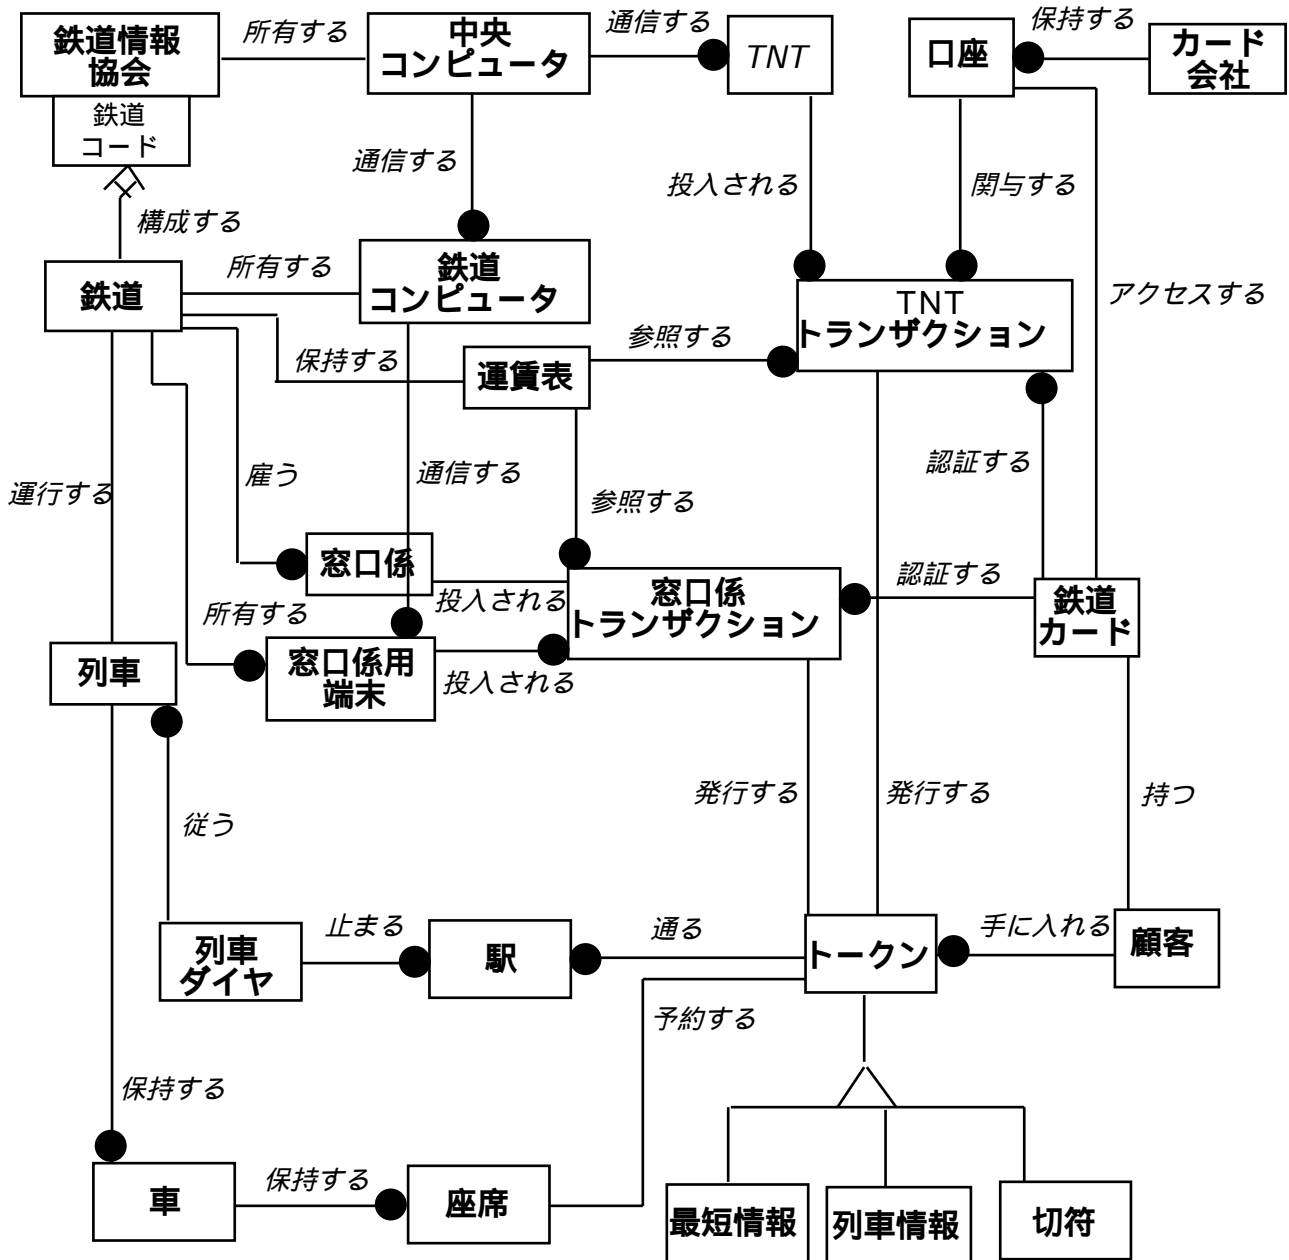 鉄道情報
協会
所有する
中央
コンピュータ
通信する
TNT
口座
保持する
カード
会社
鉄道
コード
構成する
通信する
投入される
関与する
アクセスする
鉄道
所有する
鉄道
コンピュータ
TNT
トランザクション
保持する
運賃表
参照する
運行する
雇う
通信する
参照する
認証する
窓口係
投入される
窓口係
トランザクション
認証する
鉄道
カード
所有する
列車
窓口係用
端末
投入される
従う
発行する
発行する
持つ
列車
ダイヤ
止まる
駅
通る
トークン
手に入れる
顧客
予約する
保持する
車
保持する
座席
最短情報
列車情報
切符